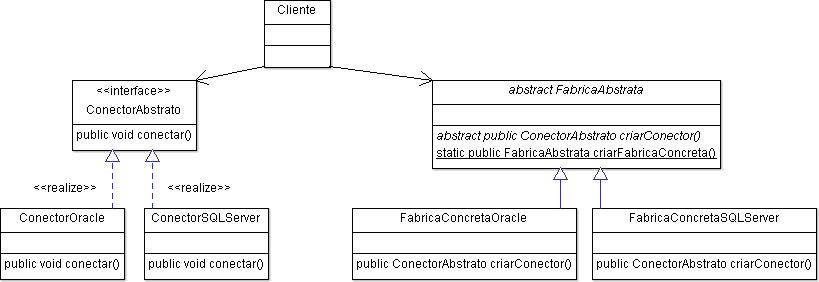 Cliente
<<interface>>
ConectorAbstrato
public void conectar()
abstract FabricaAbstrata
abstract public ConectorAbstrato criarConector()
static public FabricaAbstrata criarFabricaConcreta()
<<realize>>
<<realize>>
ConectorOracle
public void conectar()
ConectorSQLServer
public void conectar()
FabricaConcretaOracle
public ConectorAbstrato criarConector()
FabricaConcretaSQLServer
public ConectorAbstrato criarConector()